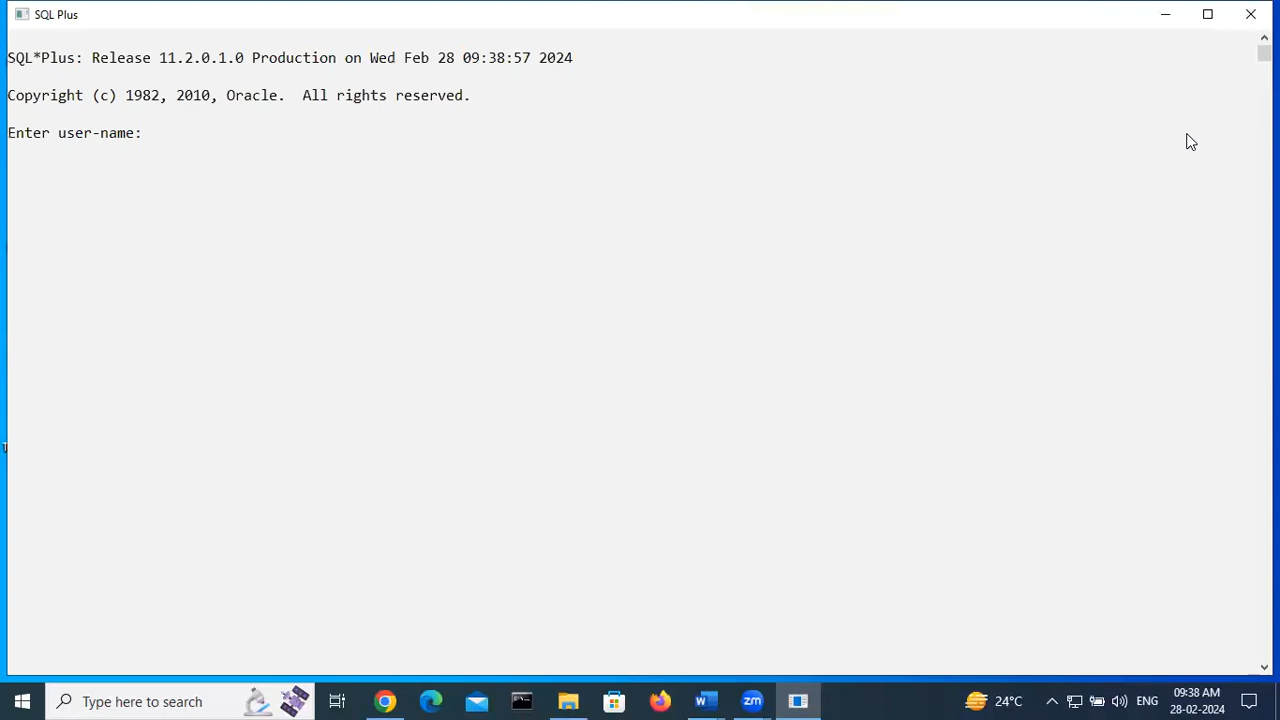 SQL Plus
SQL*Plus: Release 11.2.0.1.0 Production on Wed Feb 28 09:38:57 2024
Copyright (c) 1982, 2010, Oracle.  All rights reserved.
Enter user-name:
Type here to search
zm
24°C
ENG
09:38 AM
28-02-2024